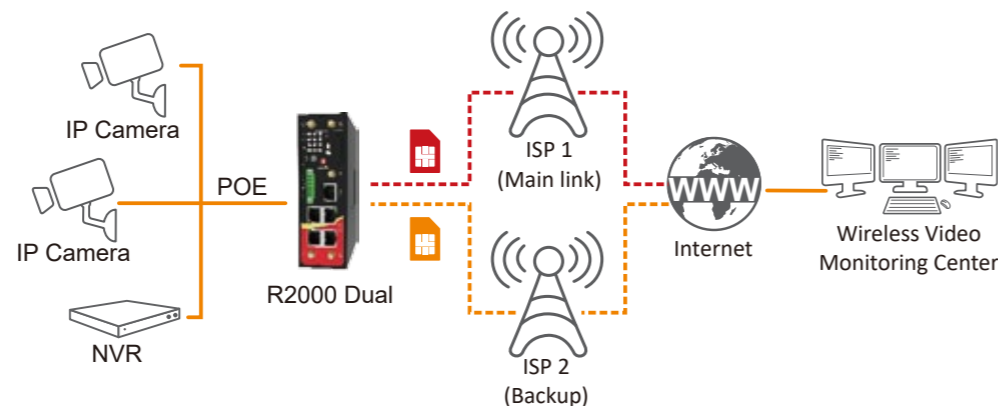 IP Camera
IP Camera
NVR
POE
R2000 Dual
ISP 1
(Main link)
ISP 2
(Backup)
WWW
Internet
Wireless Video
Monitoring Center